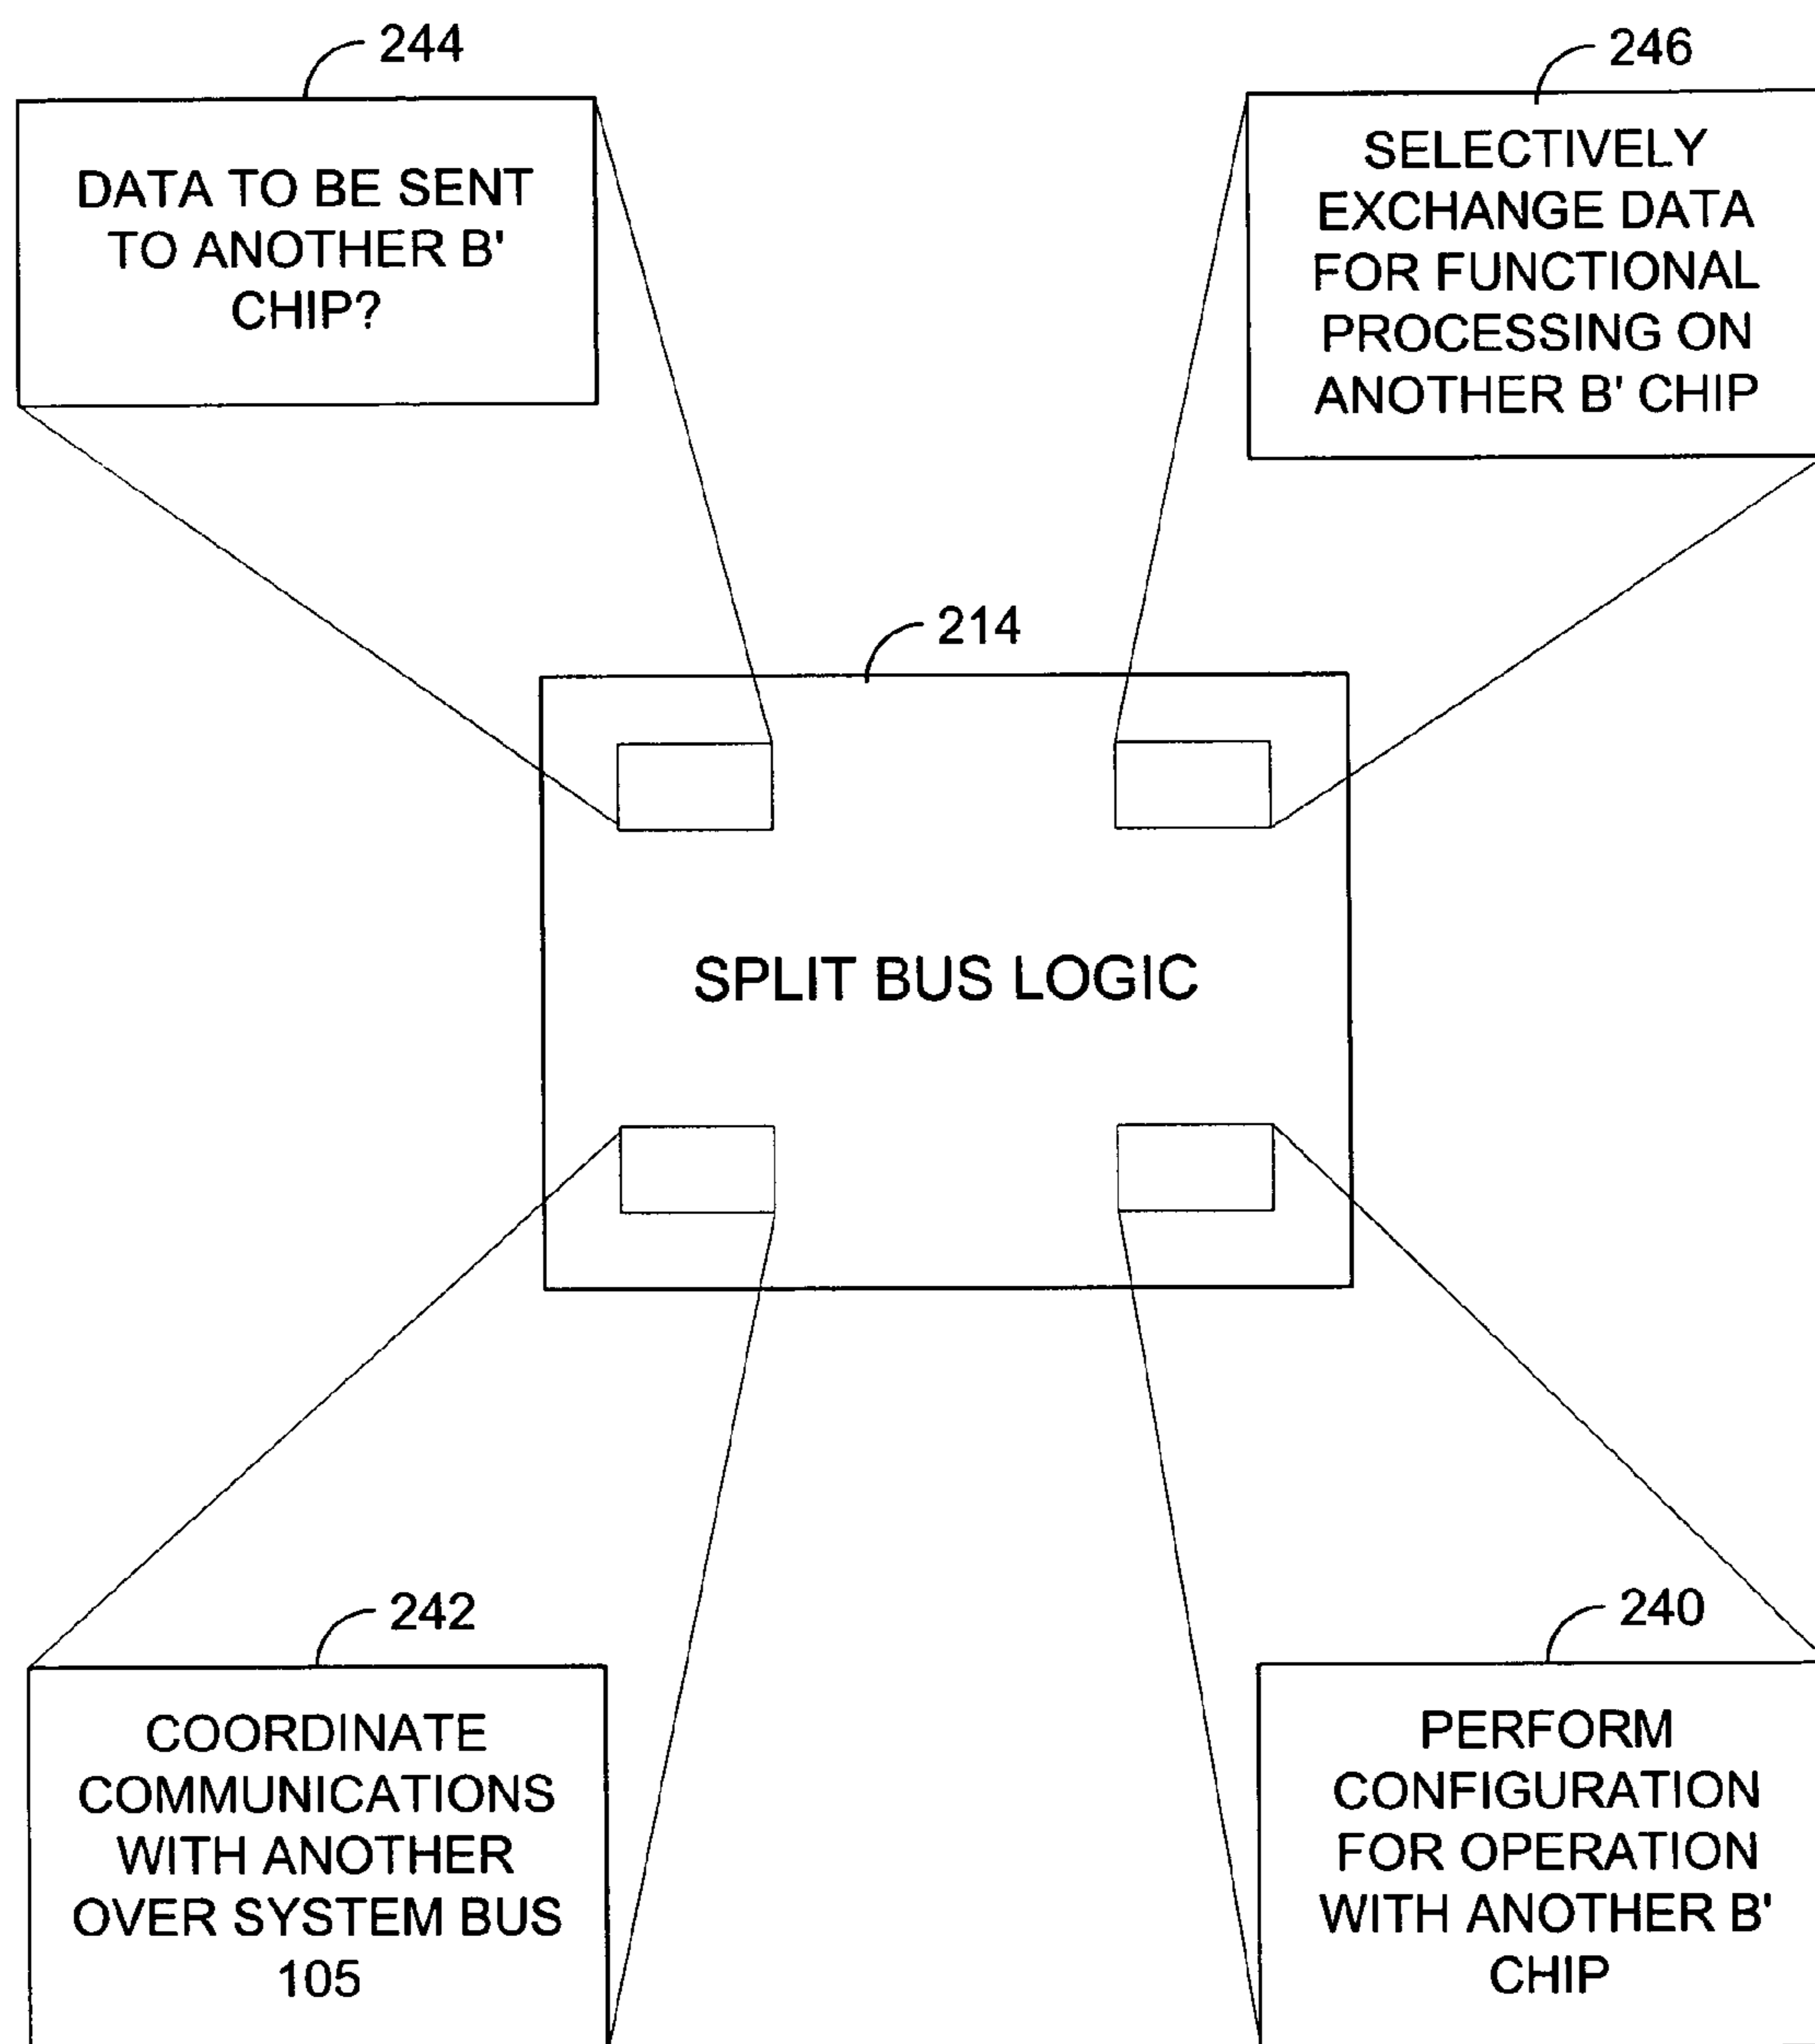 244
DATA TO BE SENT
TO ANOTHER B'
CHIP?
246
SELECTIVELY
EXCHANGE DATA
FOR FUNCTIONAL
PROCESSING ON
ANOTHER B' CHIP
214
SPLIT BUS LOGIC
242
COORDINATE
COMMUNICATIONS
WITH ANOTHER
OVER SYSTEM BUS
105
240
PERFORM
CONFIGURATION
FOR OPERATION
WITH ANOTHER B'
CHIP